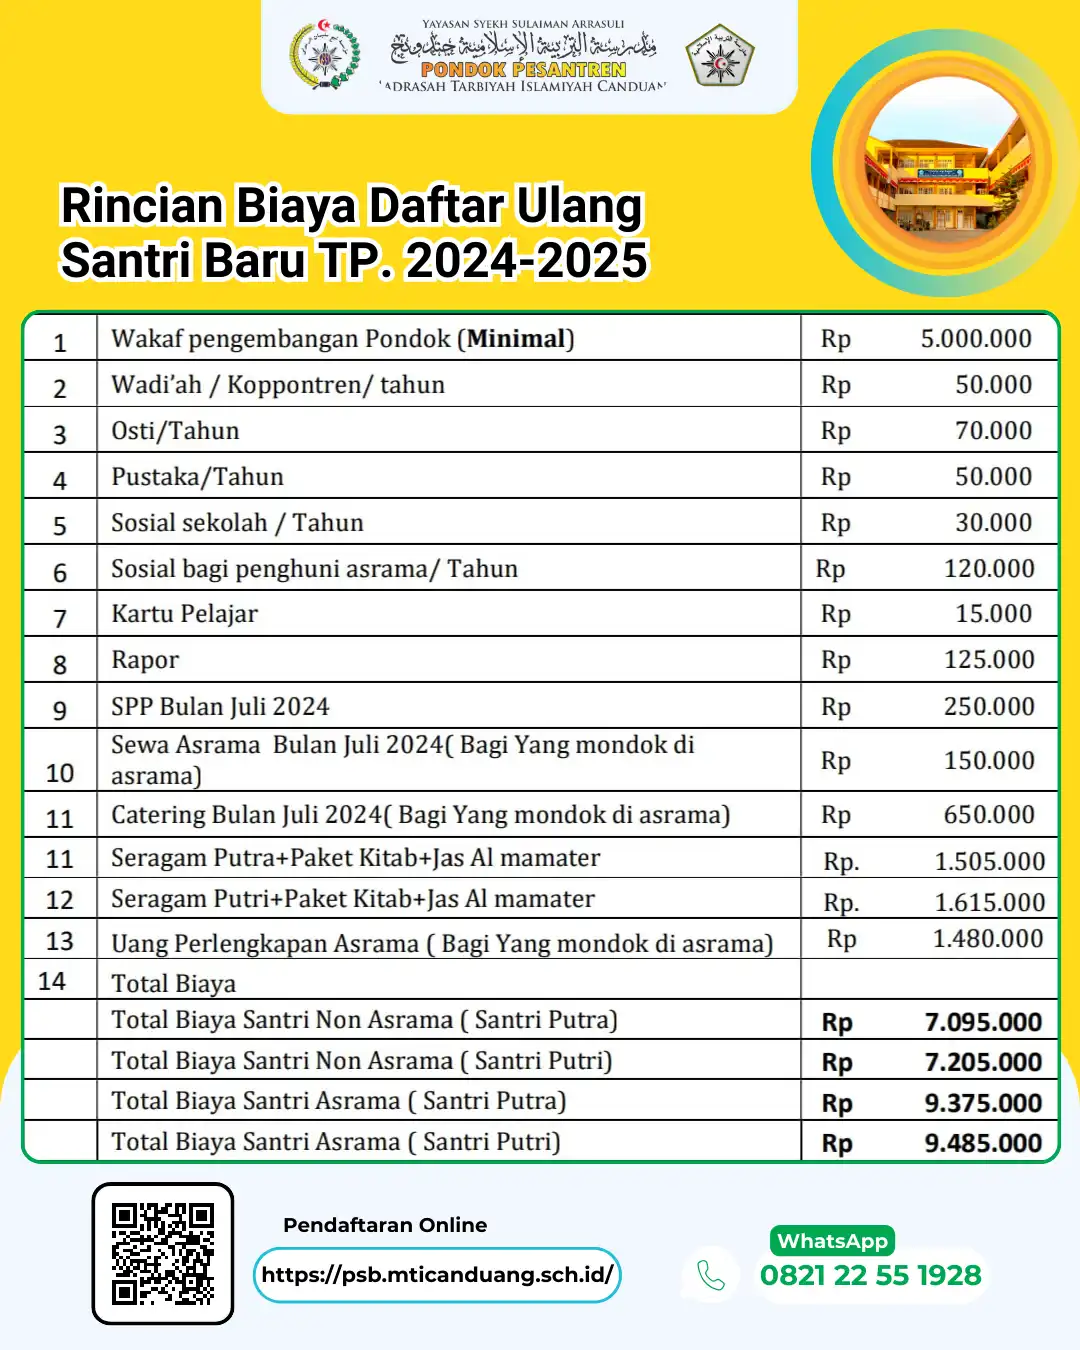 YAYASAN SYEKH SULAIMAN ARRASULI
مدرسة التربية الإسلامية جندونج
PONDOK PESANTREN
ADRASAH TARBIYAH ISLAMIYAH CANDUAN
Rincian Biaya Daftar Ulang
Santri Baru TP. 2024-2025
1 Wakaf pengembangan Pondok (Minimal) Rp 5.000.000
2 Wadi’ah / Koppontren/ tahun Rp 50.000
3 Osti/Tahun Rp 70.000
4 Pustaka/Tahun Rp 50.000
5 Sosial sekolah / Tahun Rp 30.000
6 Sosial bagi penghuni asrama/ Tahun Rp 120.000
7 Kartu Pelajar Rp 15.000
8 Rapor Rp 125.000
9 SPP Bulan Juli 2024 Rp 250.000
10 Sewa Asrama Bulan Juli 2024( Bagi Yang mondok di
asrama) Rp 150.000
11 Catering Bulan Juli 2024( Bagi Yang mondok di asrama) Rp 650.000
11 Seragam Putra+Paket Kitab+Jas Al mamater Rp. 1.505.000
12 Seragam Putri+Paket Kitab+Jas Al mamater Rp. 1.615.000
13 Uang Perlengkapan Asrama ( Bagi Yang mondok di asrama) Rp 1.480.000
14 Total Biaya
Total Biaya Santri Non Asrama ( Santri Putra) Rp 7.095.000
Total Biaya Santri Non Asrama ( Santri Putri) Rp 7.205.000
Total Biaya Santri Asrama ( Santri Putra) Rp 9.375.000
Total Biaya Santri Asrama ( Santri Putri) Rp 9.485.000
Pendaftaran Online
https://psb.mticanduang.sch.id/
WhatsApp
0821 22 55 1928